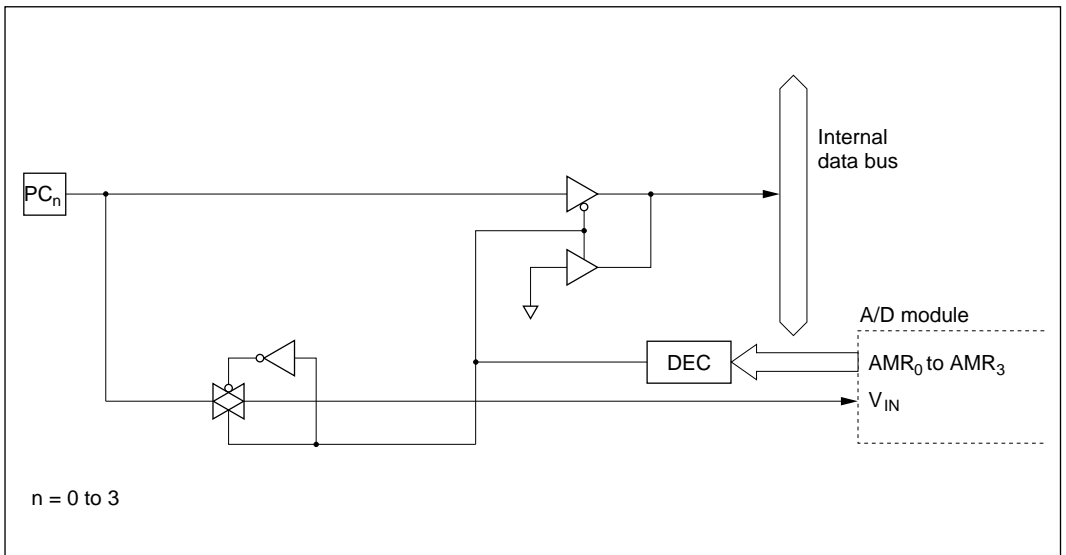 Internal
data bus
PCn
A/D module
DEC
AMR0 to AMR3
VIN
n = 0 to 3